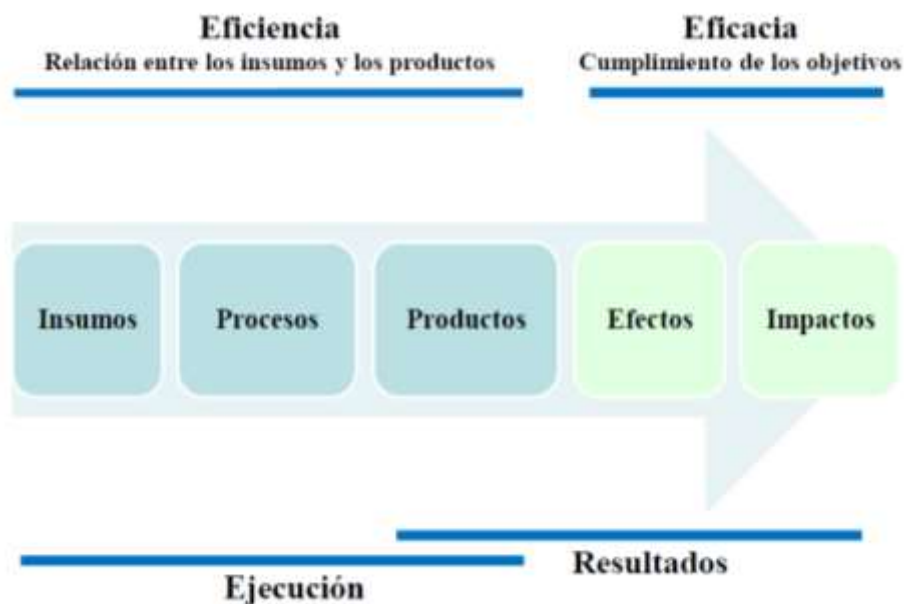 Eficiencia
Relación entre los insumos y los productos
Eficacia
Cumplimiento de los objetivos
Insumos
Procesos
Productos
Efectos
Impactos
Resultados
Ejecución